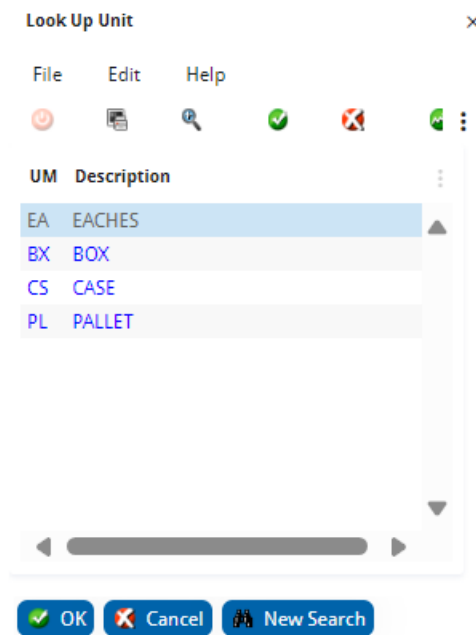 Look Up Unit
File Edit Help
UM Description
EA EACHES
BX BOX
CS CASE
PL PALLET
OK Cancel New Search